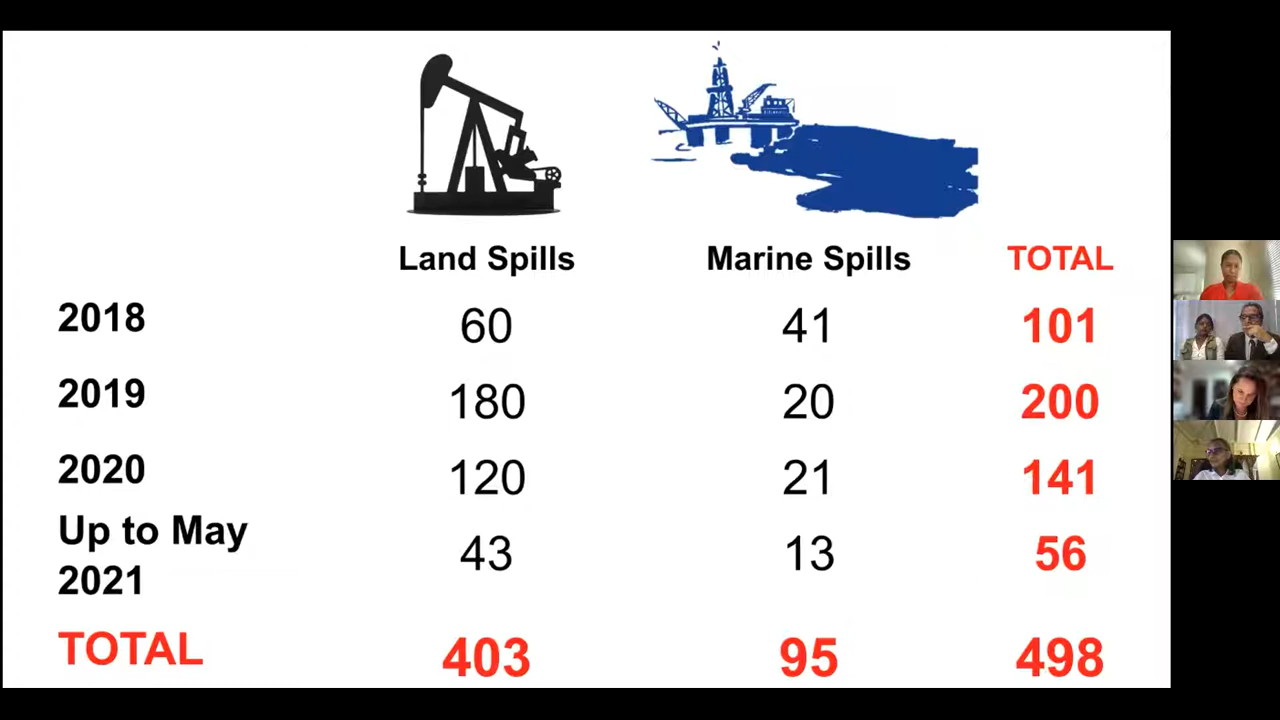 Land Spills Marine Spills TOTAL
2018 60 41 101
2019 180 20 200
2020 120 21 141
Up to May
2021 43 13 56
TOTAL 403 95 498